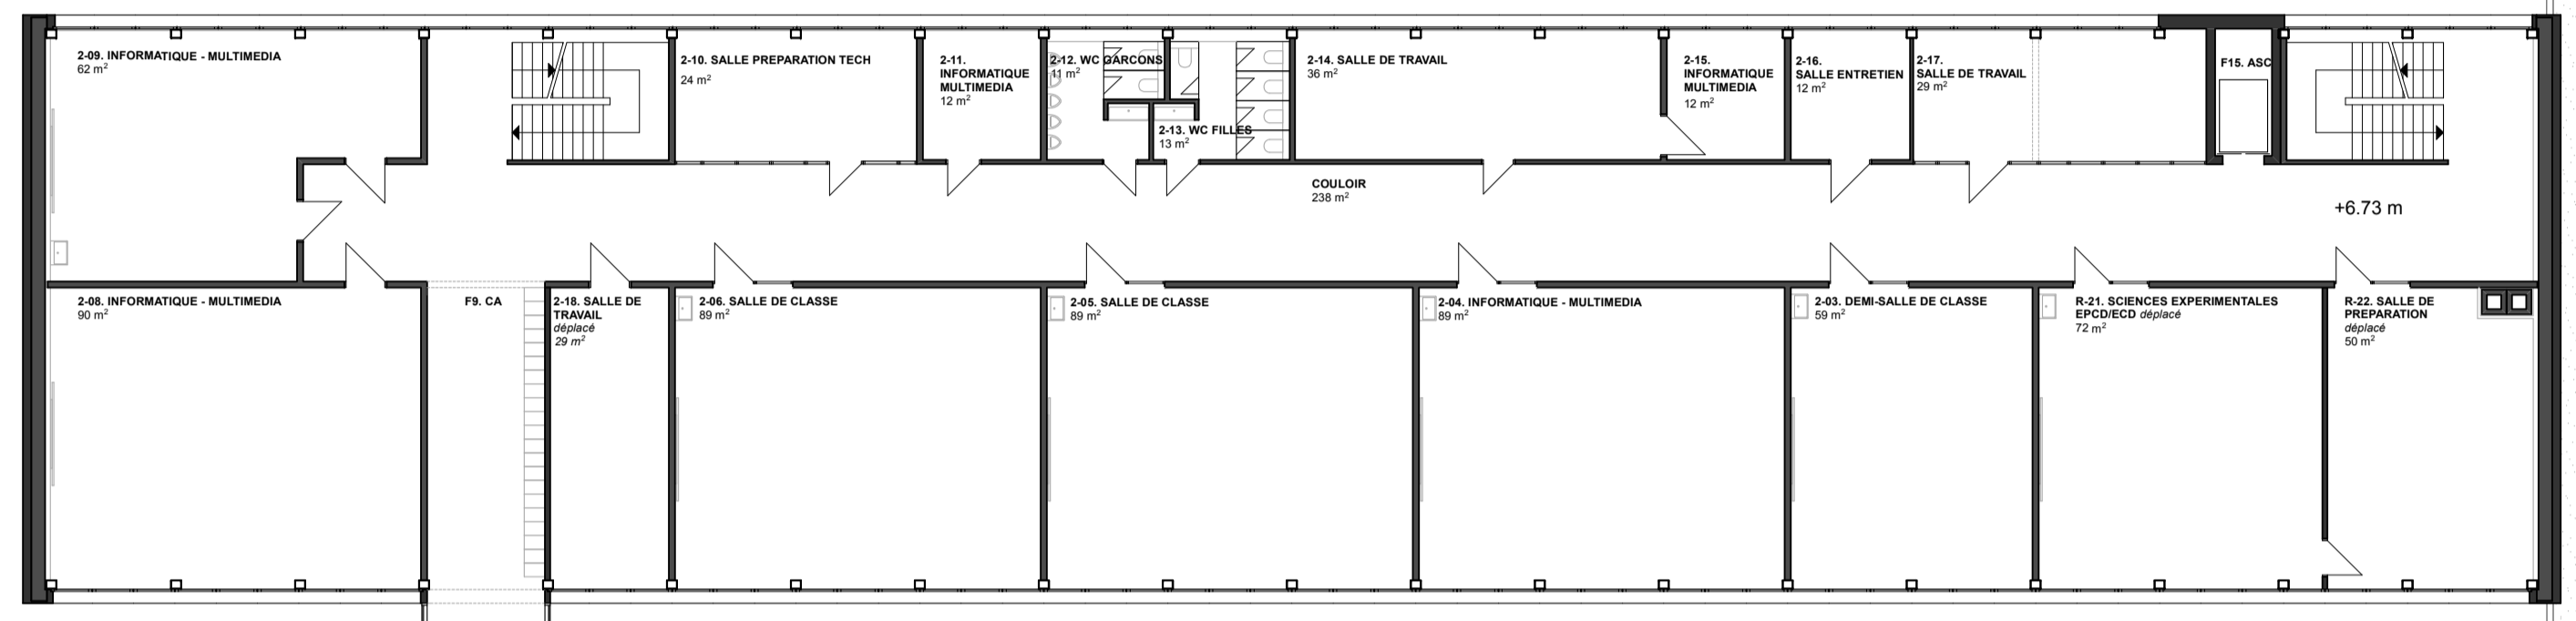 2-09. INFORMATIQUE - MULTIMEDIA
62 m²
2-10. SALLE PREPARATION TECH
24 m²
2-11.
INFORMATIQUE
MULTIMEDIA
12 m²
2-12. WC GARCONS
11 m²
2-13. WC FILLES
13 m²
2-14. SALLE DE TRAVAIL
36 m²
2-15.
INFORMATIQUE
MULTIMEDIA
12 m²
2-16.
SALLE ENTRETIEN
12 m²
2-17.
SALLE DE TRAVAIL
29 m²
F15. ASC
COULOIR
238 m²
+6.73 m
2-08. INFORMATIQUE - MULTIMEDIA
90 m²
F9. CA
2-18. SALLE DE
TRAVAIL
déplacé
29 m²
2-06. SALLE DE CLASSE
89 m²
2-05. SALLE DE CLASSE
89 m²
2-04. INFORMATIQUE - MULTIMEDIA
89 m²
2-03. DEMI-SALLE DE CLASSE
59 m²
R-21. SCIENCES EXPERIMENTALES
EPCD/ECD déplacé
72 m²
R-22. SALLE DE
PREPARATION
déplacé
50 m²